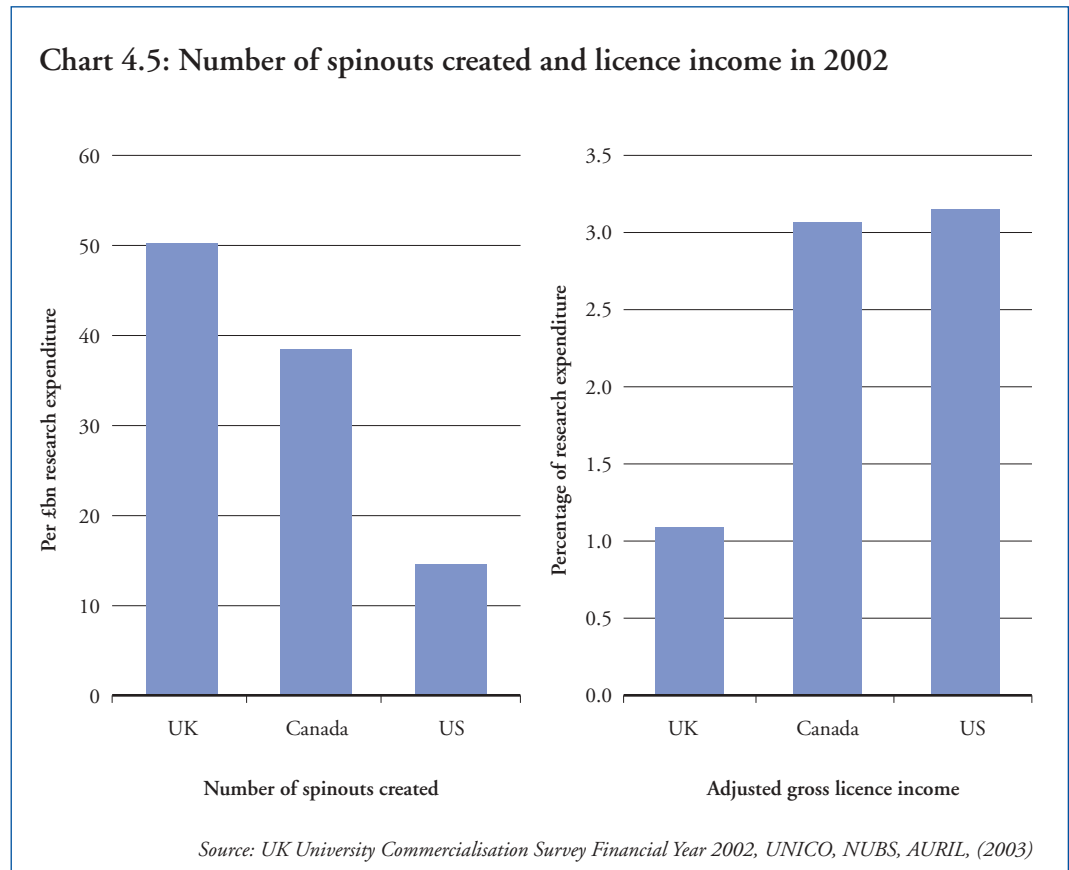 Chart 4.5: Number of spinouts created and licence income in 2002
Per £bn research expenditure
60
50
40
30
20
10
0
UK Canada US
Number of spinouts created
Percentage of research expenditure
3.5
3.0
2.5
2.0
1.5
1.0
0.5
0.0
UK Canada US
Adjusted gross licence income
Source: UK University Commercialisation Survey Financial Year 2002, UNICO, NUBS, AURIL, (2003)